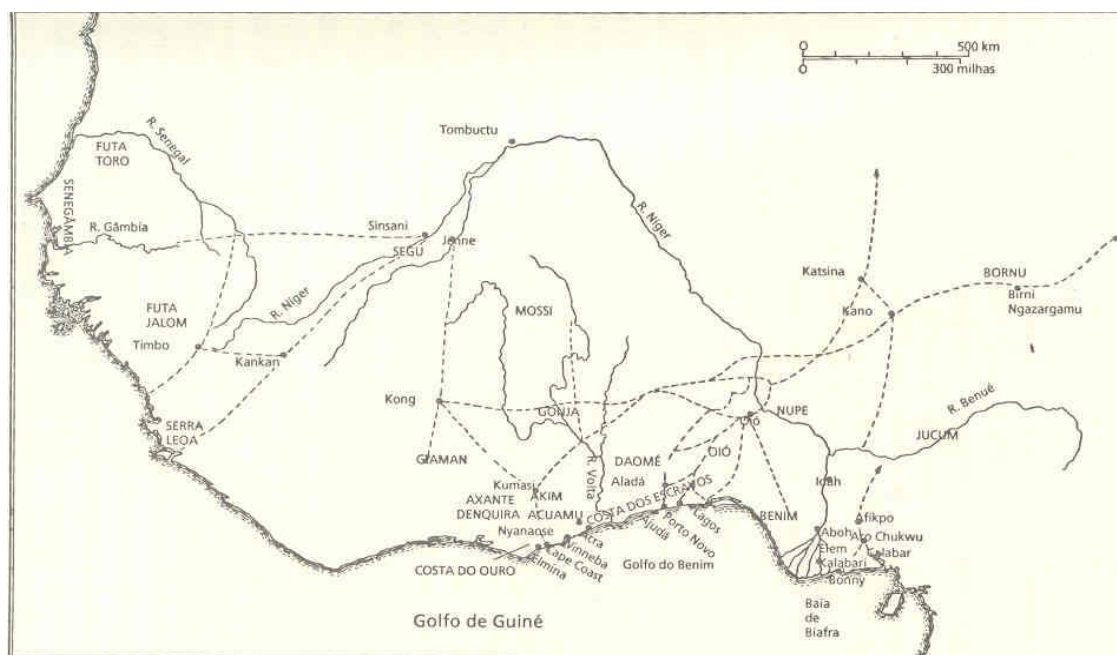 0 500 km
0 300 milhas
Tombuctu
R. Senegal
FUTA
TORO
SENEGÂMBIA
R. Gâmbia
Sinsani
SEGU
Jenne
R. Níger
Katsina
BORNU
Birni
Ngazargamu
Kano
FUTA
JALOM
Timbo
R. Níger
Kankan
MOSSI
Kong
GONJA
NUPE
R. Benué
JUCUM
SERRA
LEOA
GIAMAN
DAOMÉ
OIÓ
Oió
Kumasi
AKIM
R. Volta
Aladá
Idah
AXANTE
DENQUIRA
ACUAMU
COSTA DOS ESCRAVOS
Lagos
BENIM
Afikpo
Nyanaose
Acra
Ajudá
Porto Novo
Aboh
Aro Chukwu
Winneba
Cape Coast
Elmina
Elem
Kalabari
Calabar
Bonny
COSTA DO OURO
Golfo do Benim
Golfo de Guiné
Baía
de
Biafra